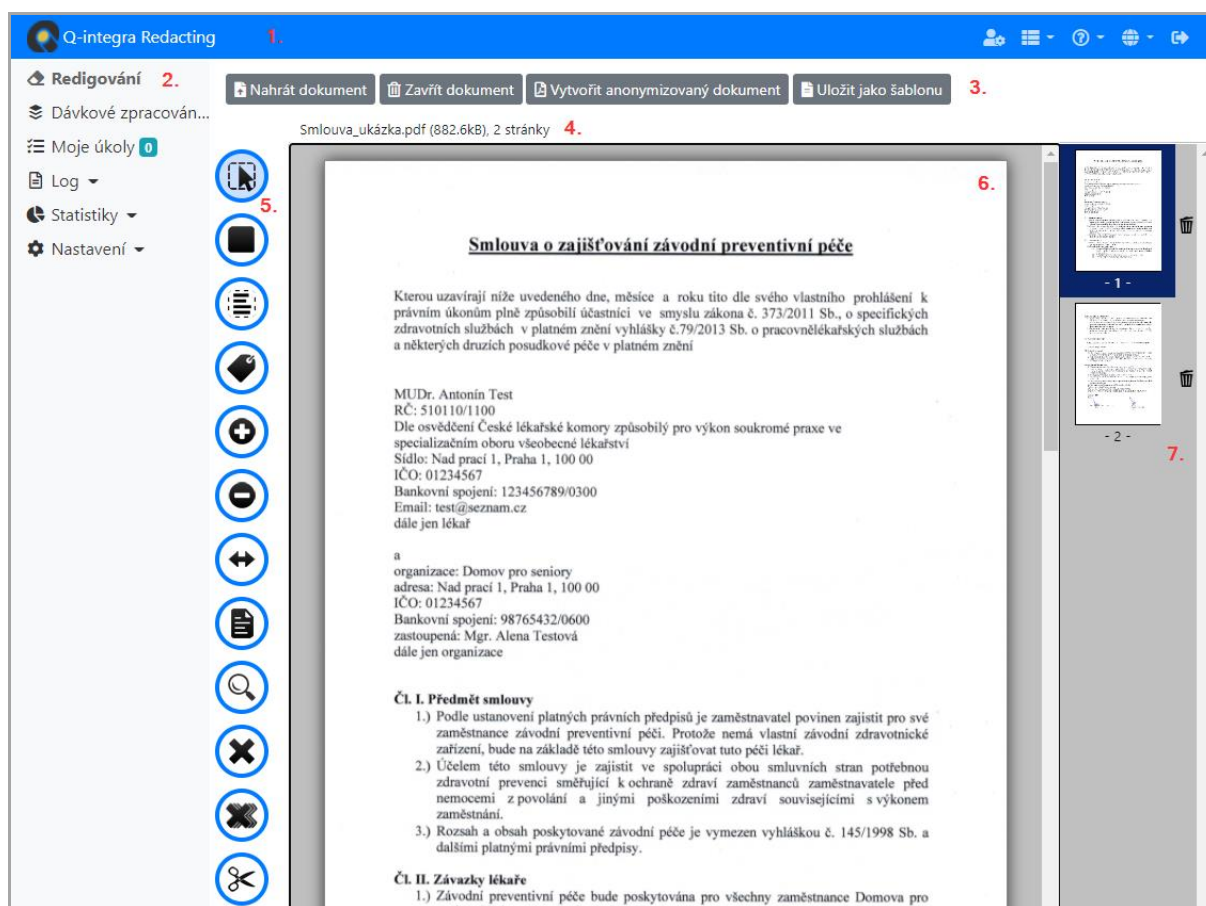 Q-integra Redacting
1.
Redigování
2.
Dávkové zpracován...
Moje úkoly 0
Log
Statistiky
Nastavení
Nahrát dokument
Zavřít dokument
Vytvořit anonymizovaný dokument
Uložit jako šablonu
3.
Smlouva_ukázka.pdf (882.6kB), 2 stránky
4.
5.
6.
Smlouva o zajišťování závodní preventivní péče
Kterou uzavírají níže uvedeného dne, měsíce a roku tito dle svého vlastního prohlášení k
právním úkonům plně způsobilí účastníci ve smyslu zákona č. 373/2011 Sb., o specifických
zdravotních službách v platném znění vyhlášky č.79/2013 Sb. o pracovnělékařských službách
a některých druzích posudkové péče v platném znění
MUDr. Antonín Test
RČ: 510110/1100
Dle osvědčení České lékařské komory způsobilý pro výkon soukromé praxe ve
specializačním oboru všeobecné lékařství
Sídlo: Nad prací 1, Praha 1, 100 00
IČO: 01234567
Bankovní spojení: 123456789/0300
Email: test@seznam.cz
dále jen lékař
a
organizace: Domov pro seniory
adresa: Nad prací 1, Praha 1, 100 00
IČO: 01234567
Bankovní spojení: 98765432/0600
zastoupená: Mgr. Alena Testová
dále jen organizace
Čl. I. Předmět smlouvy
1.) Podle ustanovení platných právních předpisů je zaměstnavatel povinen zajistit pro své
zaměstnance závodní preventivní péči. Protože nemá vlastní závodní zdravotnické
zařízení, bude na základě této smlouvy zajišťovat tuto péči lékař.
2.) Účelem této smlouvy je zajistit ve spolupráci obou smluvních stran potřebnou
zdravotní prevenci směřující k ochraně zdraví zaměstnanců zaměstnavatele před
nemocemi z povolání a jinými poškozeními zdraví souvisejícími s výkonem
zaměstnání.
3.) Rozsah a obsah poskytované závodní péče je vymezen vyhláškou č. 145/1998 Sb. a
dalšími platnými právními předpisy.
Čl. II. Závazky lékaře
1.) Závodní preventivní péče bude poskytována pro všechny zaměstnance Domova pro
- 1 -
- 2 -
7.